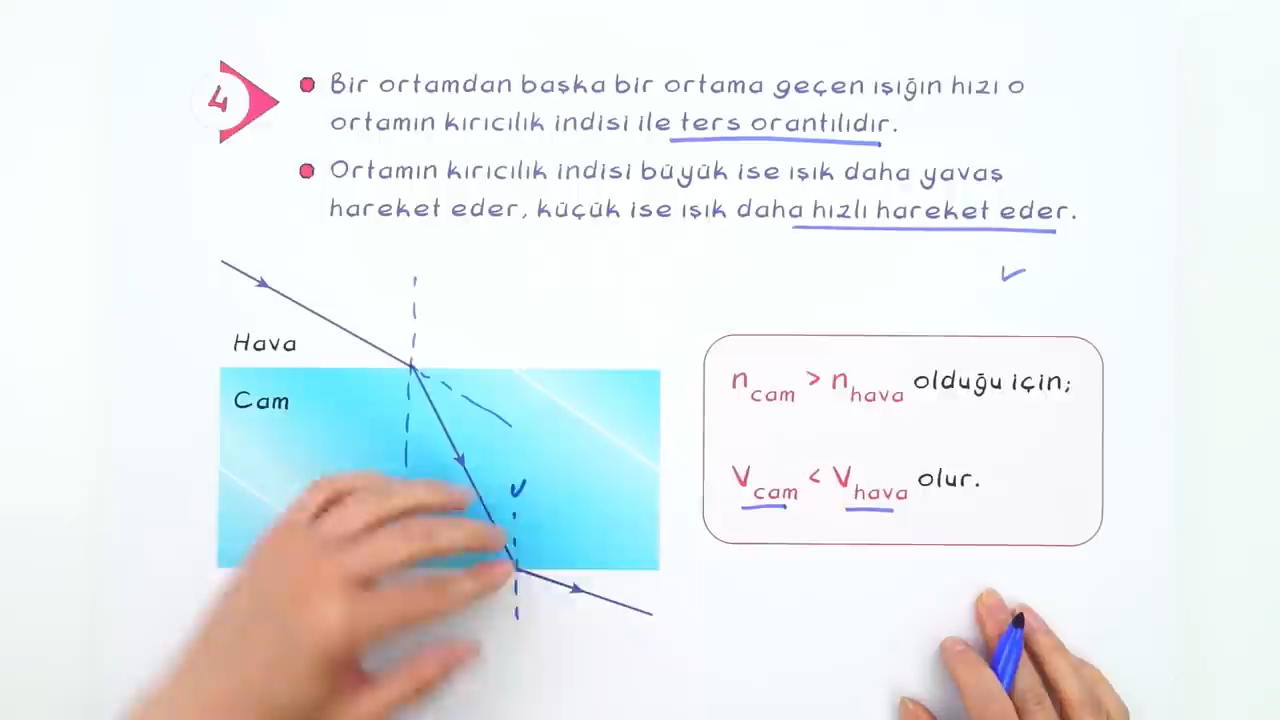 4
Bir ortamdan başka bir ortama geçen ışığın hızı o
ortamın kırıcılık indisi ile ters orantılıdır.
Ortamın kırıcılık indisi büyük ise ışık daha yavaş
hareket eder, küçük ise ışık daha hızlı hareket eder.
Hava
Cam
n cam > n hava olduğu için;
V cam < V hava olur.